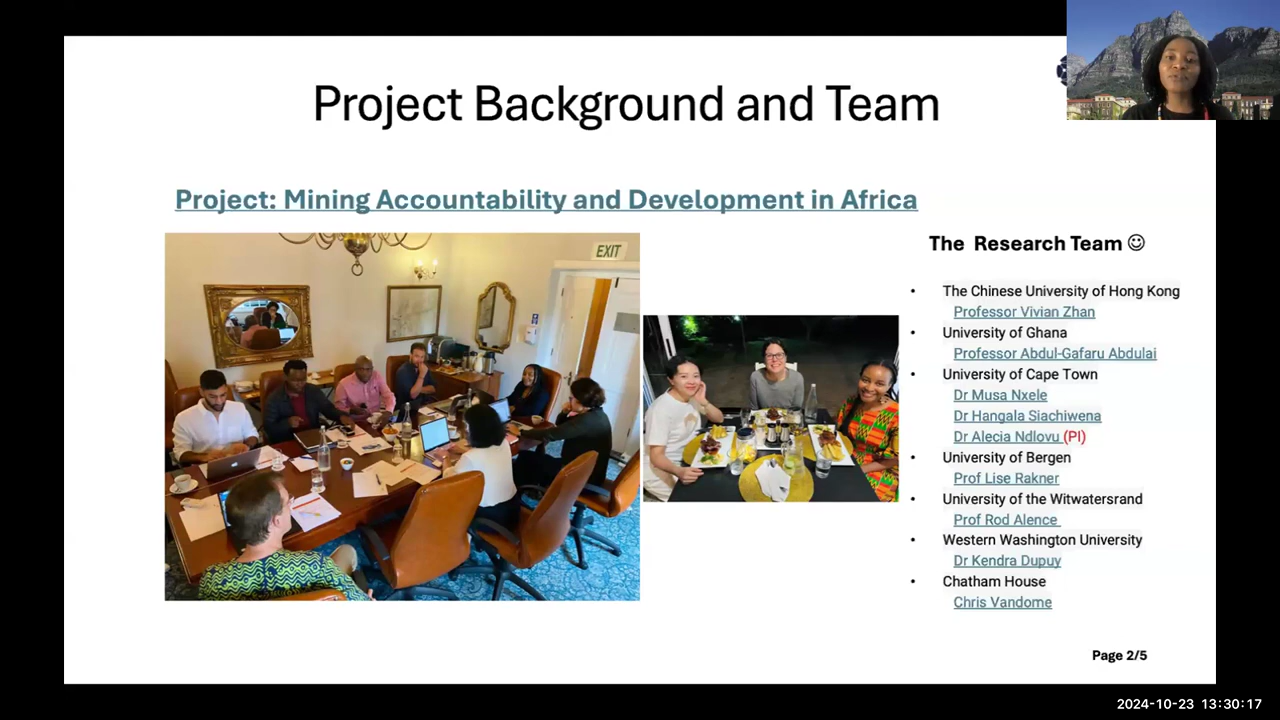 Project Background and Team
Project: Mining Accountability and Development in Africa
EXIT
The Research Team ☺
• The Chinese University of Hong Kong
Professor Vivian Zhan
• University of Ghana
Professor Abdul-Gafaru Abdulai
• University of Cape Town
Dr Musa Nxele
Dr Hangala Siachiwena
Dr Alecia Ndlovu (PI)
• University of Bergen
Prof Lise Rakner
• University of the Witwatersrand
Prof Rod Alence
• Western Washington University
Dr Kendra Dupuy
• Chatham House
Chris Vandome
Page 2/5
2024-10-23 13:30:17